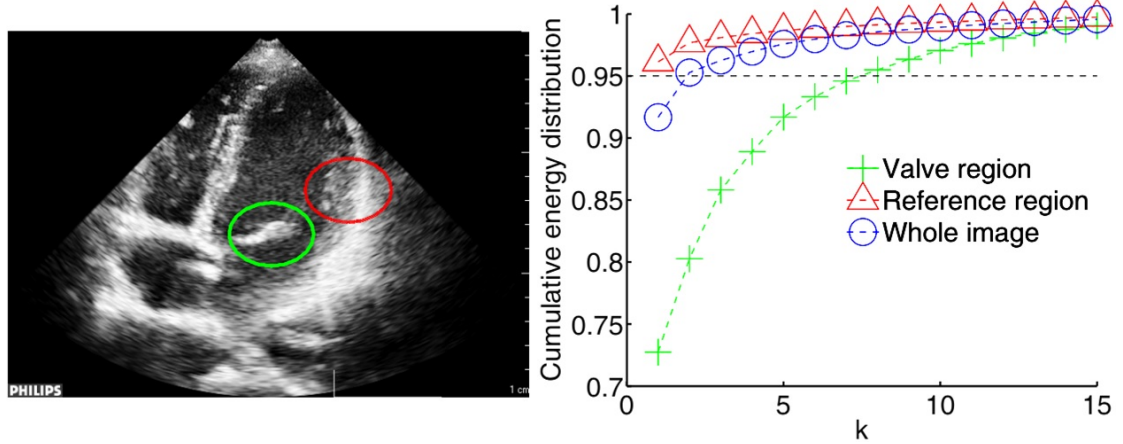 PHILIPS
1 cm
Cumulative energy distribution
1
0.95
0.9
0.85
0.8
0.75
0.7
0
5
10
15
k
Valve region
Reference region
Whole image